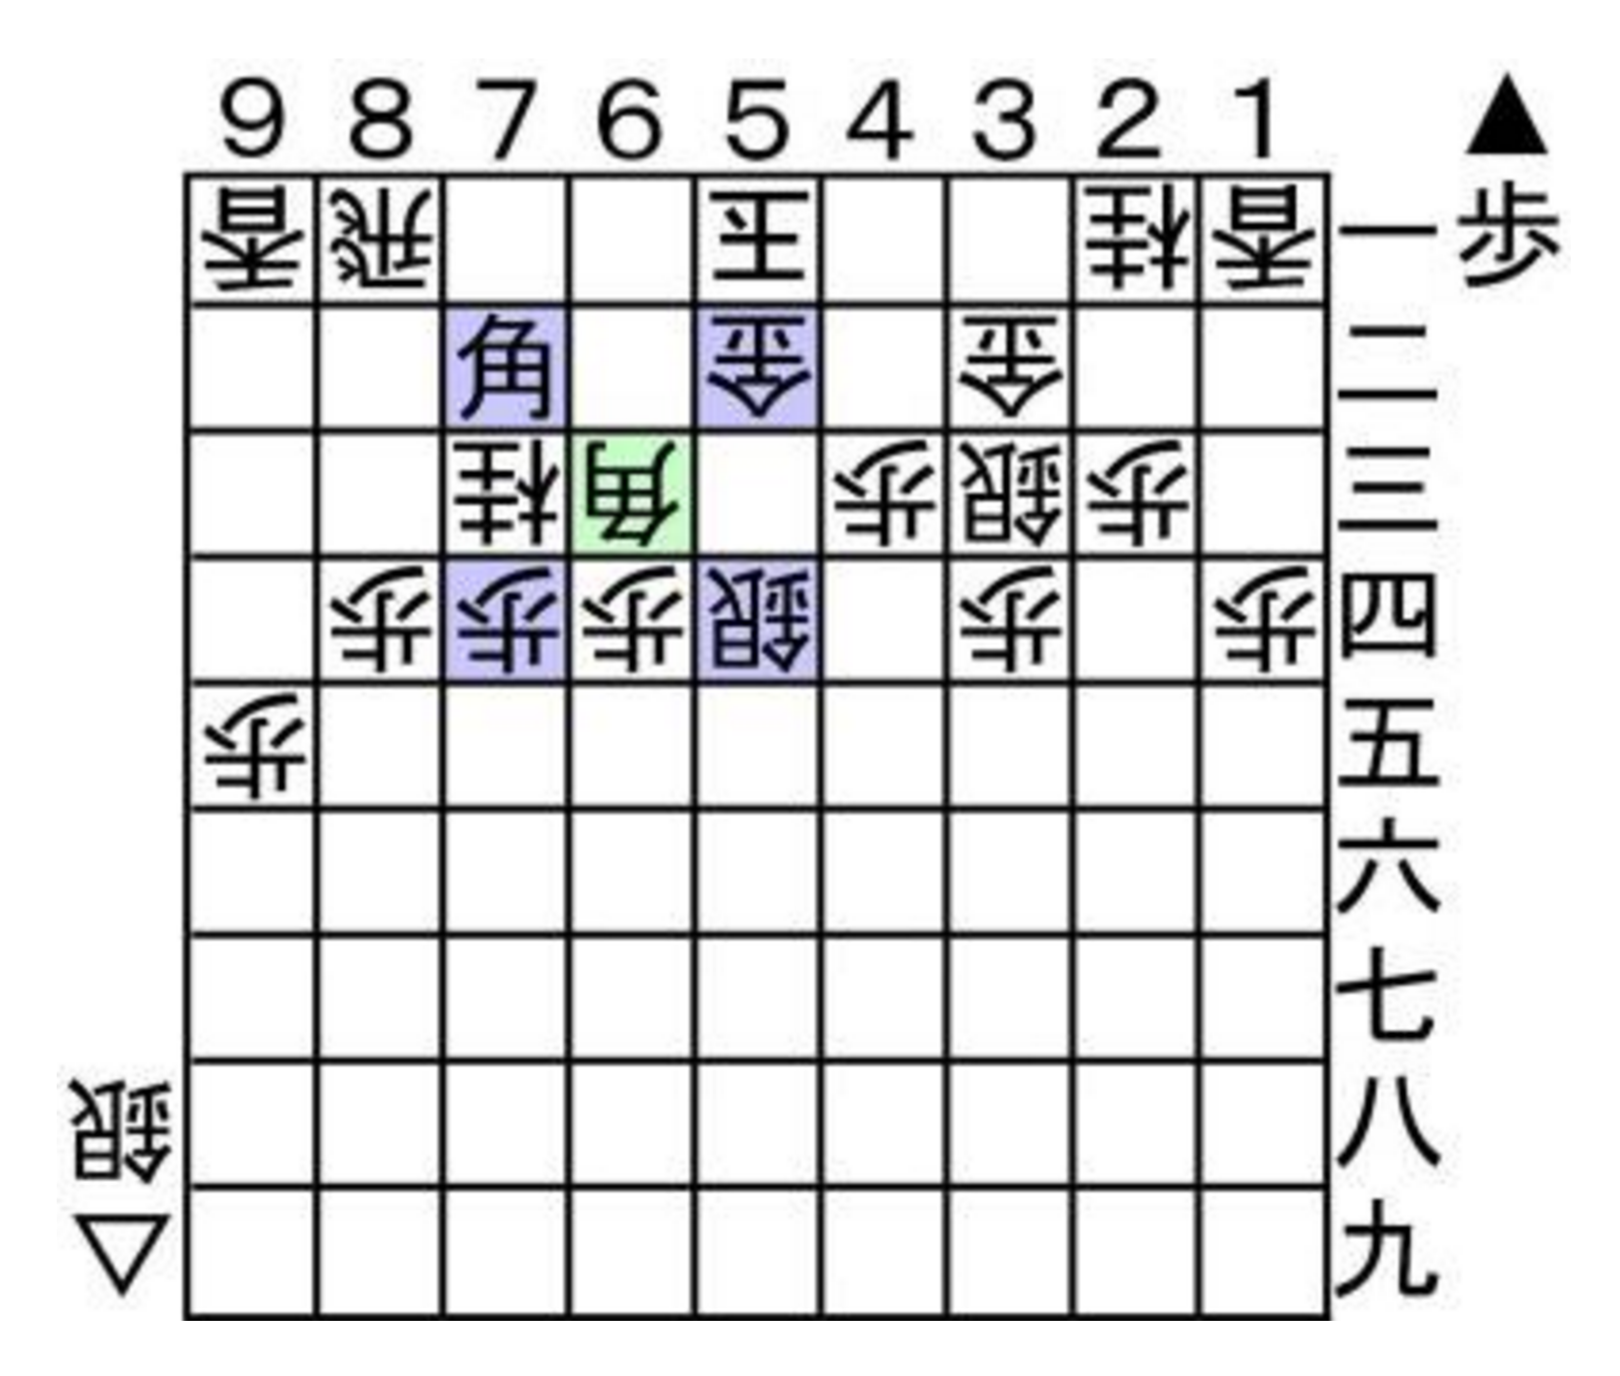 9 8 7 6 5 4 3 2 1 ▲
香 飛 玉 桂 香 一 歩
角 金 金 二
桂 角 歩 銀 歩 三
歩 歩 歩 銀 歩 歩 四
歩 五
六
七
銀 八
▽ 九